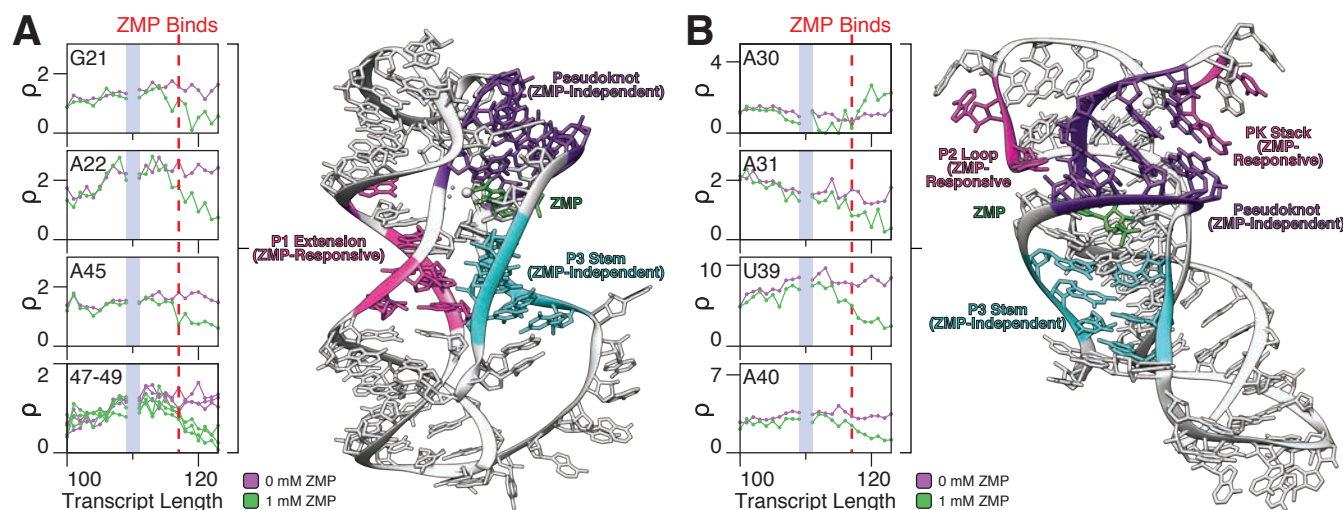 A
ZMP Binds
G21
2
0
ρ
A22
2
0
ρ
A45
2
0
ρ
47-49
2
0
ρ
100
120
Transcript Length
0 mM ZMP
1 mM ZMP
Pseudoknot
(ZMP-Independent)
ZMP
P1 Extension
(ZMP-Responsive)
P3 Stem
(ZMP-Independent)
B
ZMP Binds
A30
4
0
ρ
A31
2
0
ρ
U39
10
0
ρ
A40
7
0
ρ
100
120
Transcript Length
0 mM ZMP
1 mM ZMP
PK Stack
(ZMP-
Responsive)
P2 Loop
(ZMP-
Responsive
ZMP
Pseudoknot
(ZMP-Independent)
P3 Stem
(ZMP-Independent)